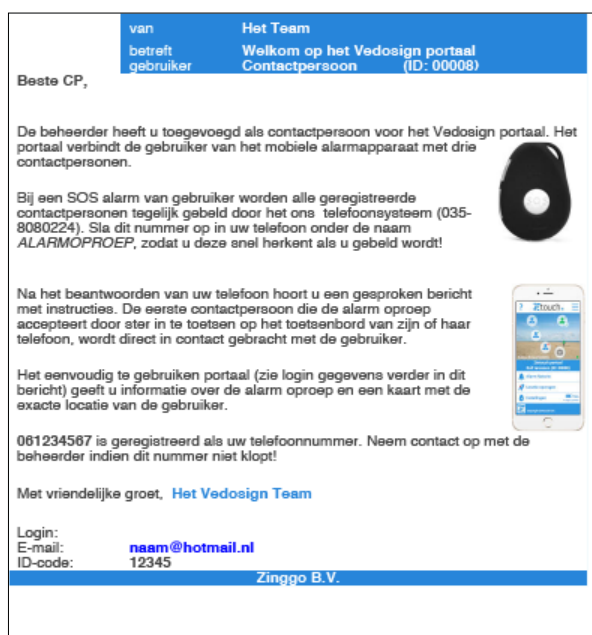 van Het Team
betreft Welkom op het Vedosign portaal
gebruiker Contactpersoon (ID: 00008)
Beste CP,
De beheerder heeft u toegevoegd als contactpersoon voor het Vedosign portaal. Het
portaal verbindt de gebruiker van het mobiele alarmapparaat met drie
contactpersonen.
Bij een SOS alarm van gebruiker worden alle geregistreerde
contactpersonen tegelijk gebeld door het ons telefoonsysteem (035-
8080224). Sla dit nummer op in uw telefoon onder de naam
ALARMOPROEP, zodat u deze snel herkent als u gebeld wordt!
Na het beantwoorden van uw telefoon hoort u een gesproken bericht
met instructies. De eerste contactpersoon die de alarm oproep
accepteert door ster in te toetsen op het toetsenbord van zijn of haar
telefoon, wordt direct in contact gebracht met de gebruiker.
Het eenvoudig te gebruiken portaal (zie login gegevens verder in dit
bericht) geeft u informatie over de alarm oproep en een kaart met de
exacte locatie van de gebruiker.
061234567 is geregistreerd als uw telefoonnummer. Neem contact op met de
beheerder indien dit nummer niet klopt!
Met vriendelijke groet, Het Vedosign Team
Login:
E-mail: naam@hotmail.nl
ID-code: 12345
Zinggo B.V.